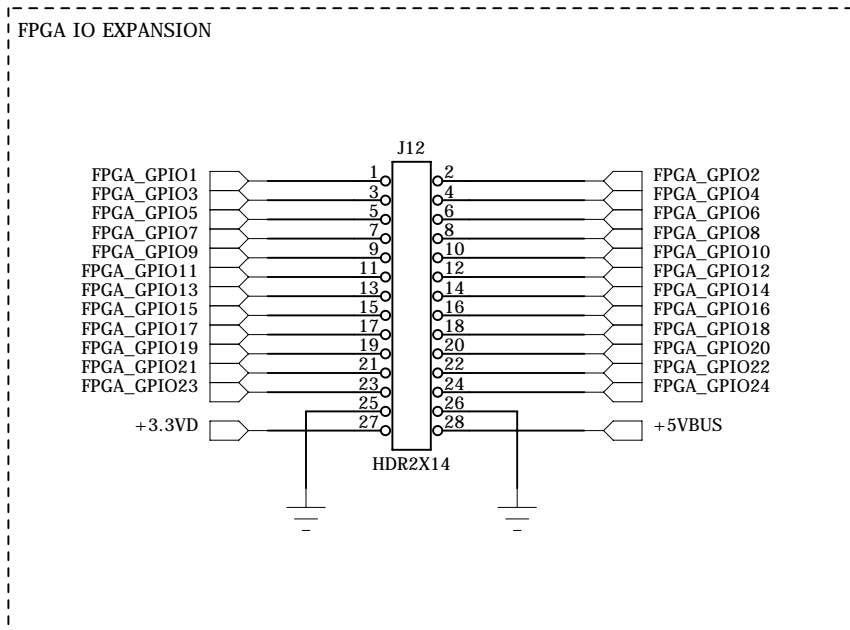 FPGA IO EXPANSION
J12
FPGA_GPIO1 1 2 FPGA_GPIO2
FPGA_GPIO3 3 4 FPGA_GPIO4
FPGA_GPIO5 5 6 FPGA_GPIO6
FPGA_GPIO7 7 8 FPGA_GPIO8
FPGA_GPIO9 9 10 FPGA_GPIO10
FPGA_GPIO11 11 12 FPGA_GPIO12
FPGA_GPIO13 13 14 FPGA_GPIO14
FPGA_GPIO15 15 16 FPGA_GPIO16
FPGA_GPIO17 17 18 FPGA_GPIO18
FPGA_GPIO19 19 20 FPGA_GPIO20
FPGA_GPIO21 21 22 FPGA_GPIO22
FPGA_GPIO23 23 24 FPGA_GPIO24
25 26
+3.3VD 27 28 +5VBUS
HDR2X14